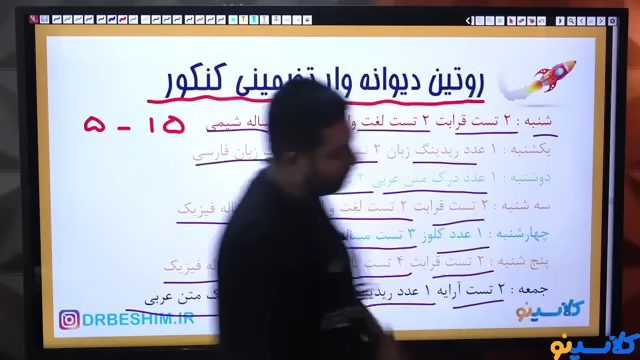 روتین دیوانه وار تضمینی کنکور
شنبه : ۲ تست قرابت ۲ تست لغت و شیمی
۵ - ۱۵
یکشنبه : ۱ عدد ریدینگ زبان ۲ زبان فارسی
دوشنبه : ۱ عدد درک متن عربی ۲
سه شنبه : ۲ تست قرابت ۲ تست لغت و فیزیک
چهارشنبه : ۱ عدد کلوز ۳ تست
پنج شنبه : ۲ تست قرابت ۴ تست فیزیک
جمعه : ۲ تست آرایه ۱ عدد ریدینگ متن عربی
DRBESHIM.IR
کلاسینو
کلاسینو